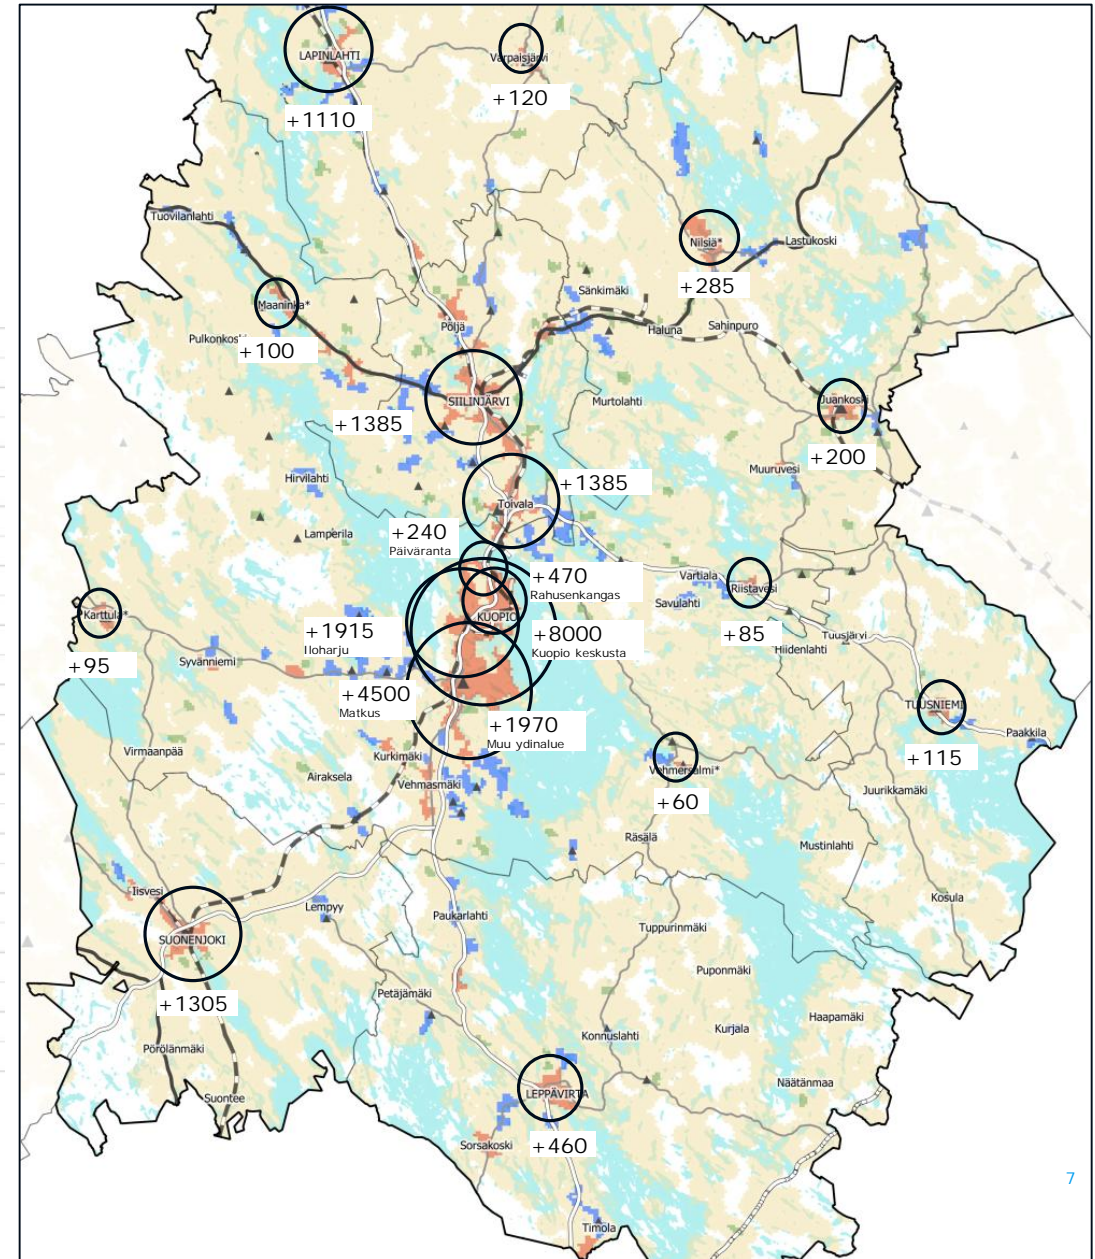 LAPINLAHTI
Varpaisjärvi
+120
+1110
Tuovilanlahti
Nilsiä*
Lastukoski
+285
Sänkimäki
Maaninka*
Pöljä
Haluna
Sahinpuro
+100
SIILINJÄRVI
Murtolahti
Juankoski
+1385
+200
Muuruvesi
Hirvilahti
+1385
Toivala
Lamperila
+240
Päiväranta
+470
Rahusenkangas
Vartiala
Riistavesi
Savulahti
Karttula*
KUOPIO
+1915
Iloharju
+8000
Kuopio keskusta
+85
Tuusjärvi
Hiidenlahti
+95
Syvänniemi
+4500
Matkus
TUUSNIEMI
+1970
Muu ydinalue
Paakkila
Virmaanpää
Kurkimäki
+115
Airaksela
Vehmersalmi*
Vehmasmäki
Juurikkamäki
+60
Räsälä
Mustinlahti
Iisvesi
Kosula
Lempyy
Paukarlahti
Tuppurinmäki
SUONENJOKI
Puponmäki
+1305
Petäjämäki
Haapamäki
Kurjala
Konnuslahti
Pörölänmäki
Näätänmaa
Suontee
LEPPÄVIRTA
Sorsakoski
+460
7
Timola